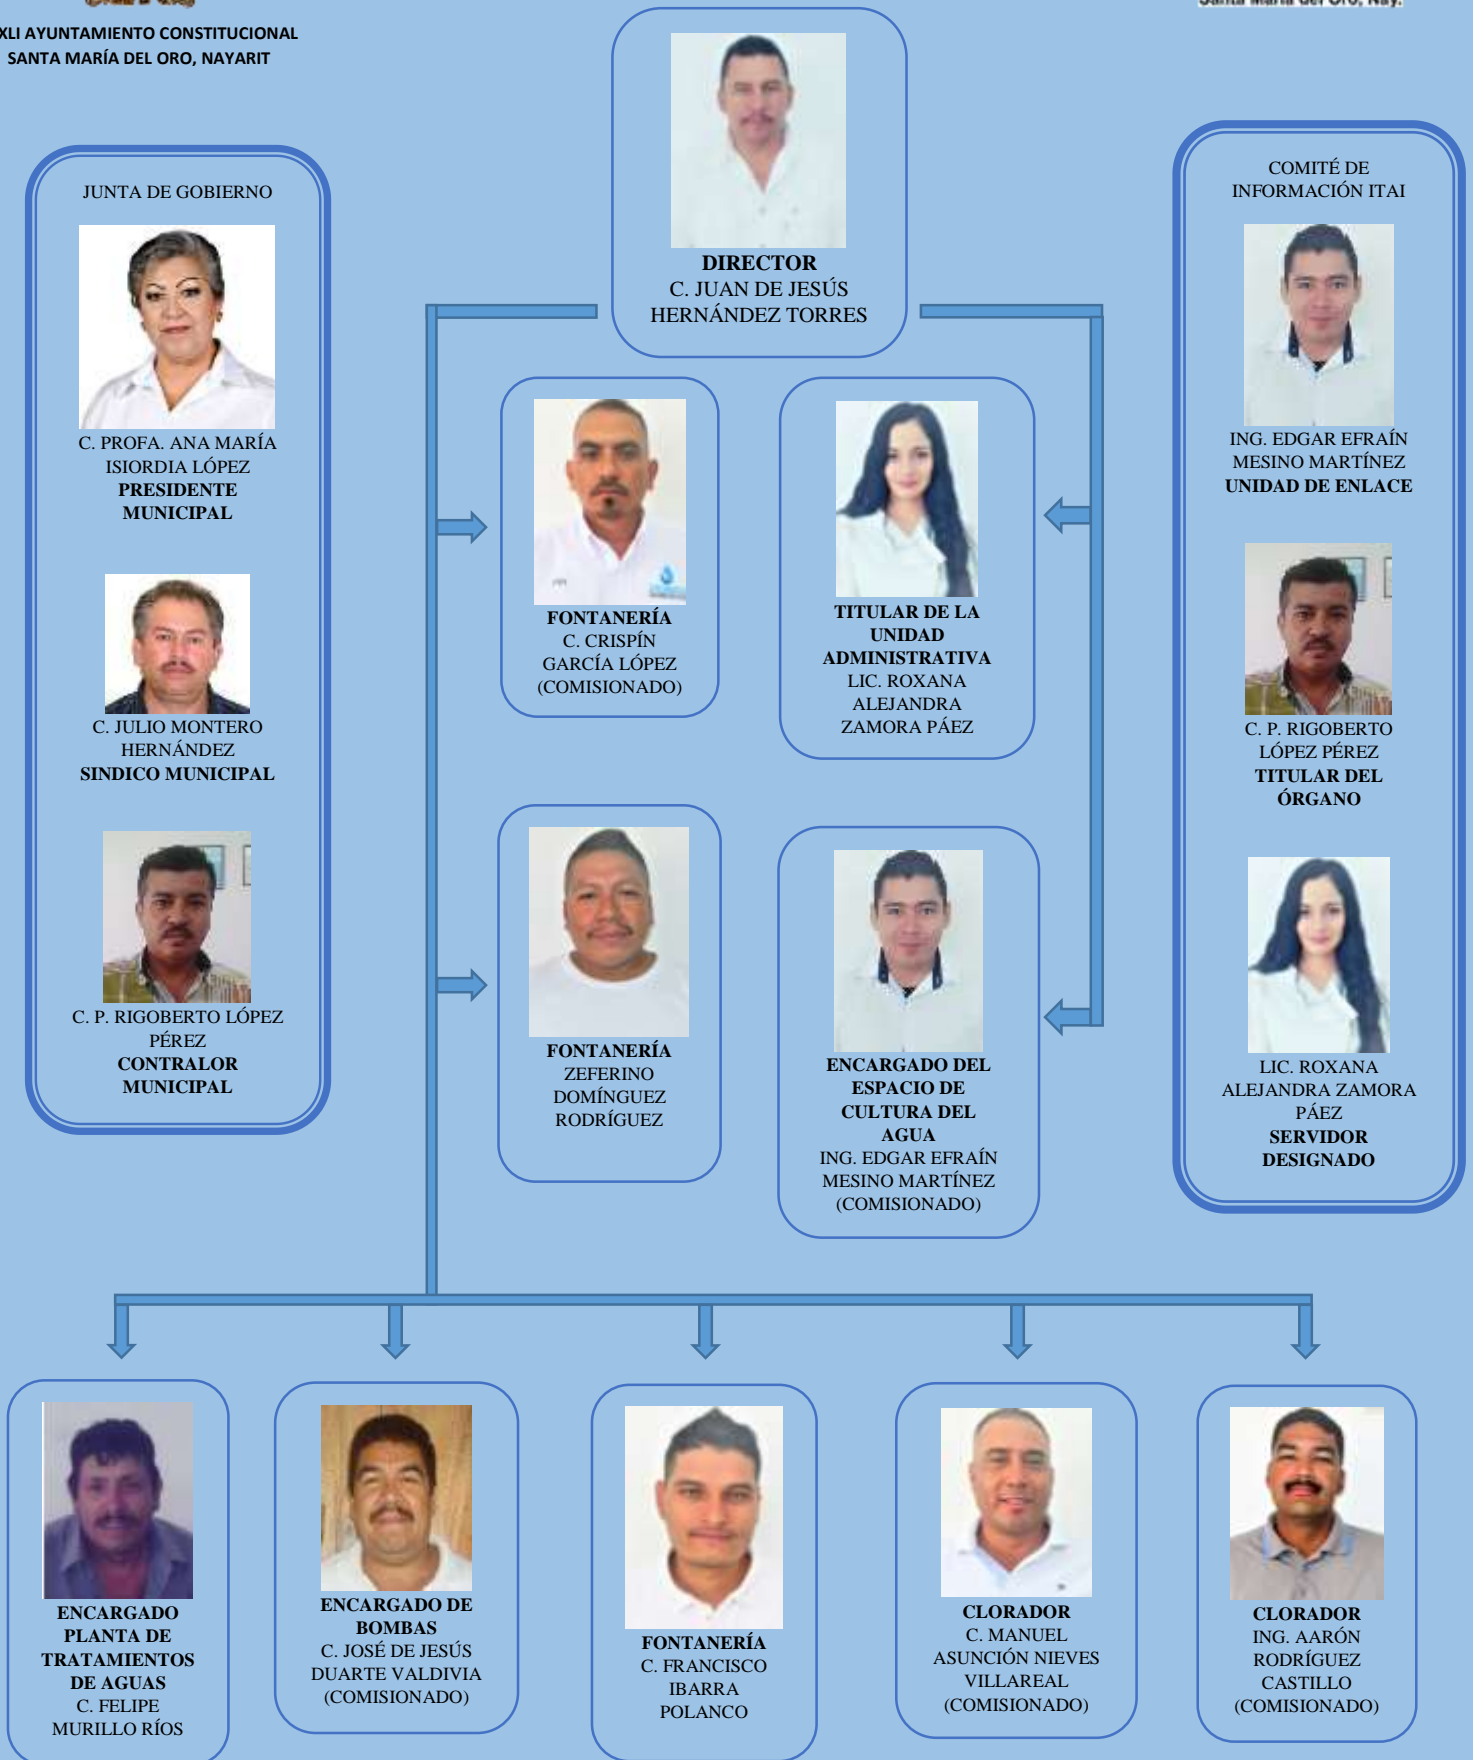 Santa María del Oro, Nay.
XLI AYUNTAMIENTO CONSTITUCIONAL
SANTA MARÍA DEL ORO, NAYARIT
DIRECTOR
C. JUAN DE JESÚS
HERNÁNDEZ TORRES
JUNTA DE GOBIERNO
C. PROFA. ANA MARÍA
ISIORDIA LÓPEZ
PRESIDENTE
MUNICIPAL
C. JULIO MONTERO
HERNÁNDEZ
SINDICO MUNICIPAL
C. P. RIGOBERTO LÓPEZ
PÉREZ
CONTRALOR
MUNICIPAL
FONTANERÍA
C. CRISPÍN
GARCÍA LÓPEZ
(COMISIONADO)
TITULAR DE LA
UNIDAD
ADMINISTRATIVA
LIC. ROXANA
ALEJANDRA
ZAMORA PÁEZ
FONTANERÍA
ZEFERINO
DOMÍNGUEZ
RODRÍGUEZ
ENCARGADO DEL
ESPACIO DE
CULTURA DEL
AGUA
ING. EDGAR EFRAÍN
MESINO MARTÍNEZ
(COMISIONADO)
COMITÉ DE
INFORMACIÓN ITAI
ING. EDGAR EFRAÍN
MESINO MARTÍNEZ
UNIDAD DE ENLACE
C. P. RIGOBERTO
LÓPEZ PÉREZ
TITULAR DEL
ÓRGANO
LIC. ROXANA
ALEJANDRA ZAMORA
PÁEZ
SERVIDOR
DESIGNADO
ENCARGADO
PLANTA DE
TRATAMIENTOS
DE AGUAS
C. FELIPE
MURILLO RÍOS
ENCARGADO DE
BOMBAS
C. JOSÉ DE JESÚS
DUARTE VALDIVIA
(COMISIONADO)
FONTANERÍA
C. FRANCISCO
IBARRA
POLANCO
CLORADOR
C. MANUEL
ASUNCIÓN NIEVES
VILLAREAL
(COMISIONADO)
CLORADOR
ING. AARÓN
RODRÍGUEZ
CASTILLO
(COMISIONADO)